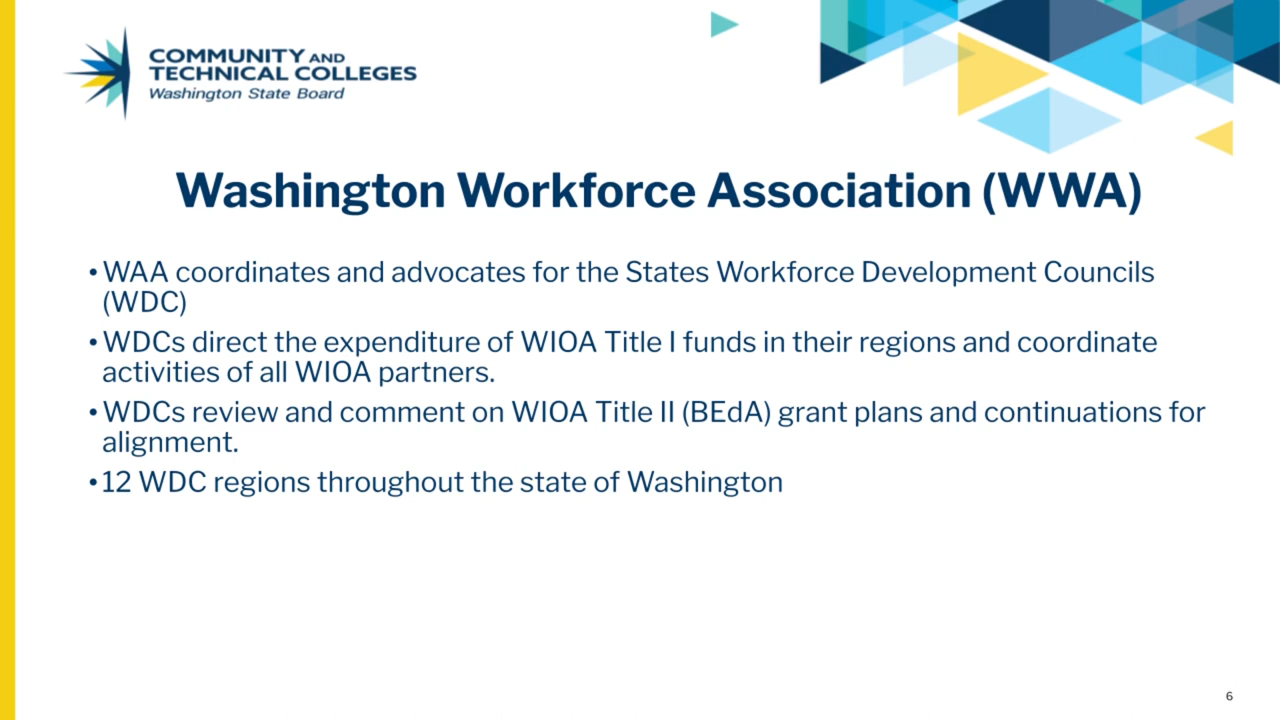 COMMUNITY AND
TECHNICAL COLLEGES
Washington State Board
Washington Workforce Association (WWA)
• WAA coordinates and advocates for the States Workforce Development Councils
(WDC)
• WDCs direct the expenditure of WIOA Title I funds in their regions and coordinate
activities of all WIOA partners.
• WDCs review and comment on WIOA Title II (BEdA) grant plans and continuations for
alignment.
• 12 WDC regions throughout the state of Washington
6